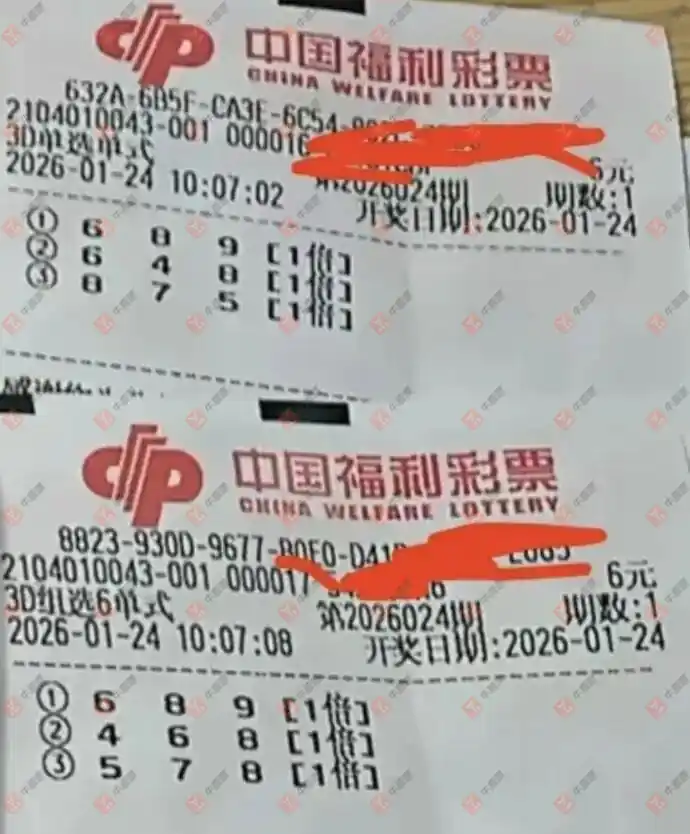 中国福利彩票
CHINA WELFARE LOTTERY
632A-6B5F-CA3E-6C54-
2104010043-001 000016
6元
3D单选单式
第2026024期 期数:1
2026-01-24 10:07:02 开奖日期:2026-01-24
① 6 8 9 [1倍]
② 6 4 8 [1倍]
③ 8 7 5 [1倍]
中国福利彩票
CHINA WELFARE LOTTERY
8823-930D-9677-B0E0-D41
2104010043-001 000017 6元
3D组选6单式 第2026024期 期数:1
2026-01-24 10:07:08 开奖日期:2026-01-24
① 6 8 9 [1倍]
② 4 6 8 [1倍]
③ 5 7 8 [1倍]